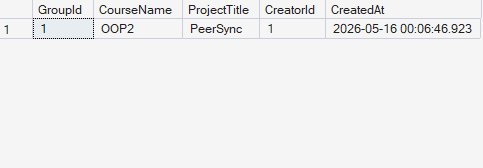 GroupId CourseName ProjectTitle CreatorId CreatedAt
1 1 OOP2 PeerSync 1 2026-05-16 00:06:46.923